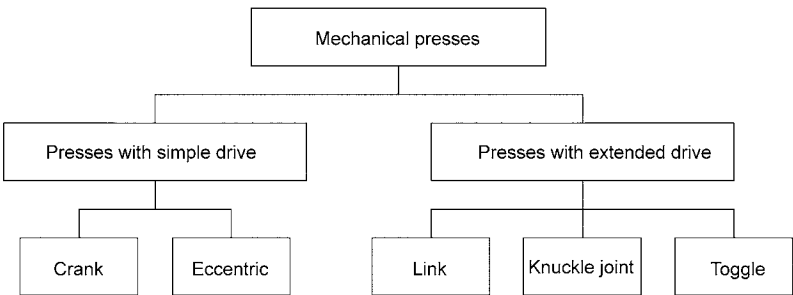 Mechanical presses
Presses with simple drive
Presses with extended drive
Crank
Eccentric
Link
Knuckle joint
Toggle